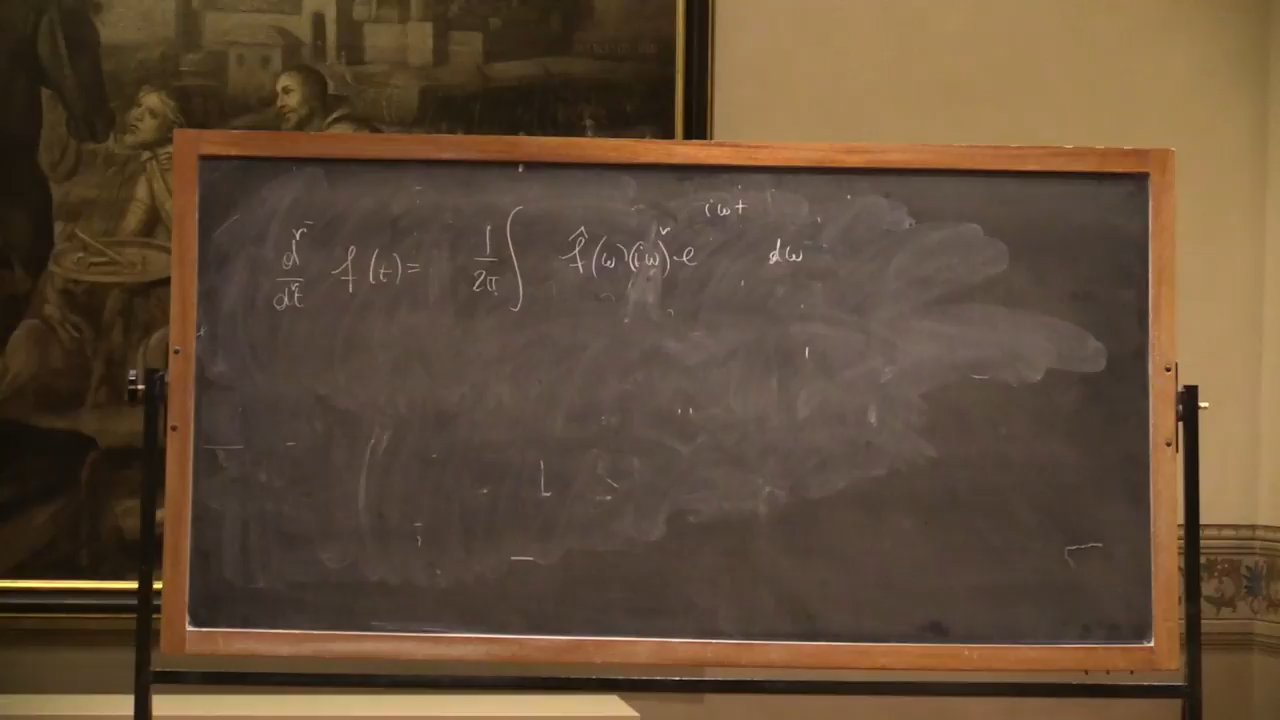 d^r/dt^r f(t) = 1/2π ∫ f̂(ω)(iω)^r e^{iωt} dω